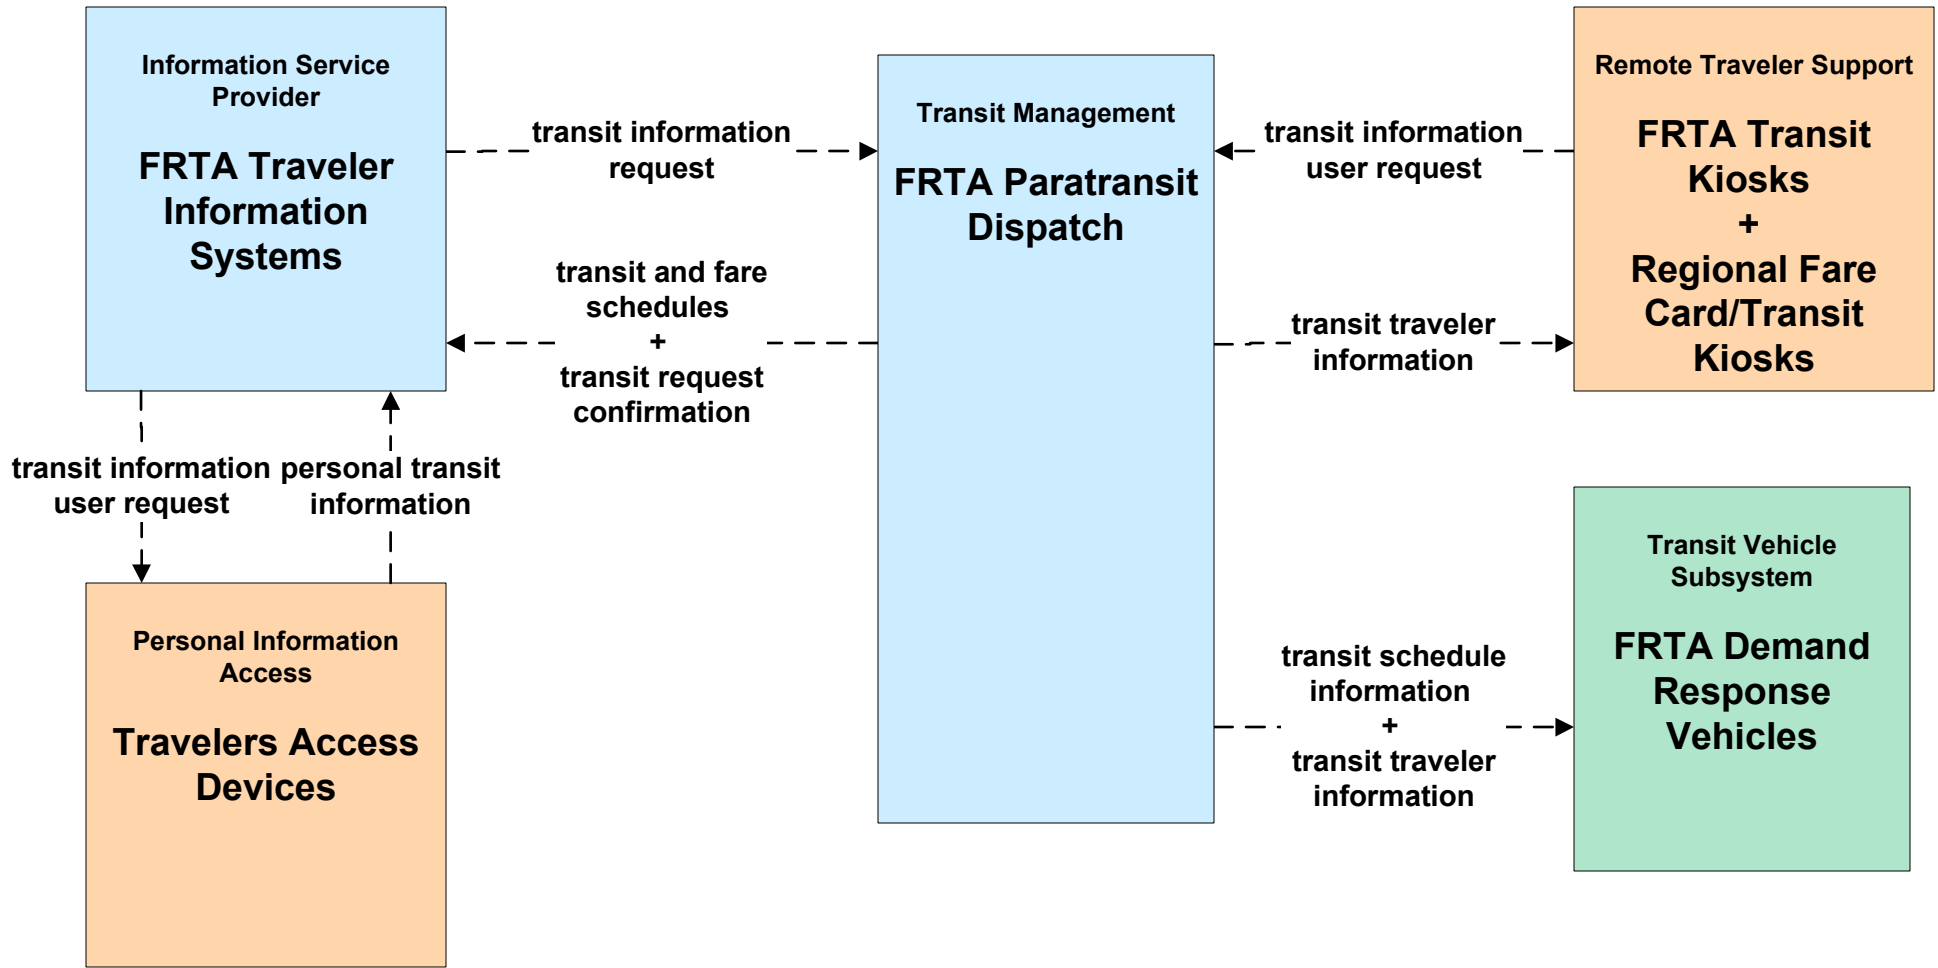 Information Service
Provider
FRTA Traveler
Information
Systems
transit information
request
transit and fare
schedules
+
transit request
confirmation
Transit Management
FRTA Paratransit
Dispatch
transit information
user request
transit traveler
information
Remote Traveler Support
FRTA Transit
Kiosks
+
Regional Fare
Card/Transit
Kiosks
transit information
user request
personal transit
information
Personal Information
Access
Travelers Access
Devices
transit schedule
information
+
transit traveler
information
Transit Vehicle
Subsystem
FRTA Demand
Response
Vehicles